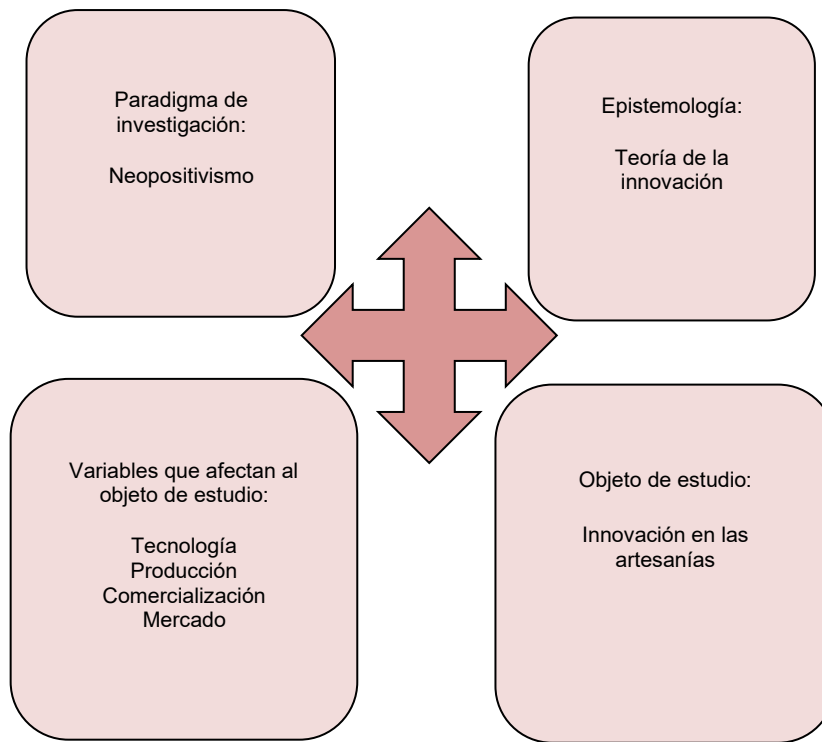 Paradigma de
investigación:
Neopositivismo
Epistemología:
Teoría de la
innovación
Variables que afectan al
objeto de estudio:
Tecnología
Producción
Comercialización
Mercado
Objeto de estudio:
Innovación en las
artesanías